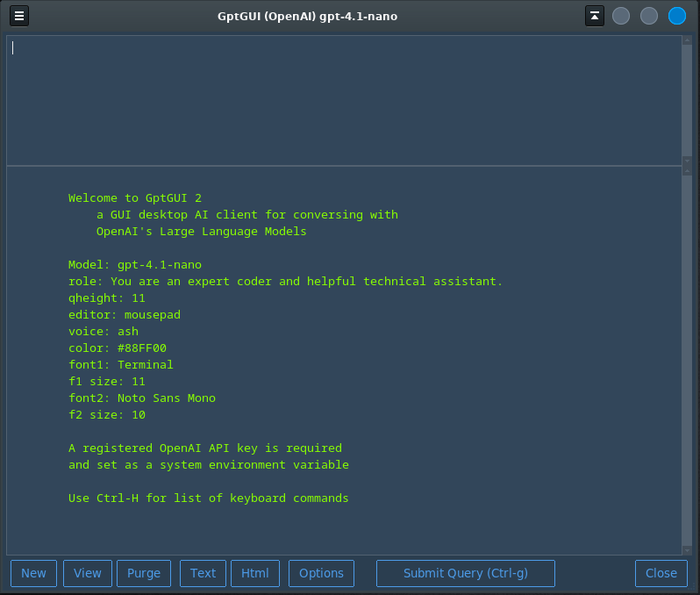 GptGUI (OpenAI) gpt-4.1-nano
Welcome to GptGUI 2
a GUI desktop AI client for conversing with
OpenAI's Large Language Models
Model: gpt-4.1-nano
role: You are an expert coder and helpful technical assistant.
qheight: 11
editor: mousepad
voice: ash
color: #88FF00
font1: Terminal
f1 size: 11
font2: Noto Sans Mono
f2 size: 10
A registered OpenAI API key is required
and set as a system environment variable
Use Ctrl-H for list of keyboard commands
New View Purge Text Html Options Submit Query (Ctrl-g) Close